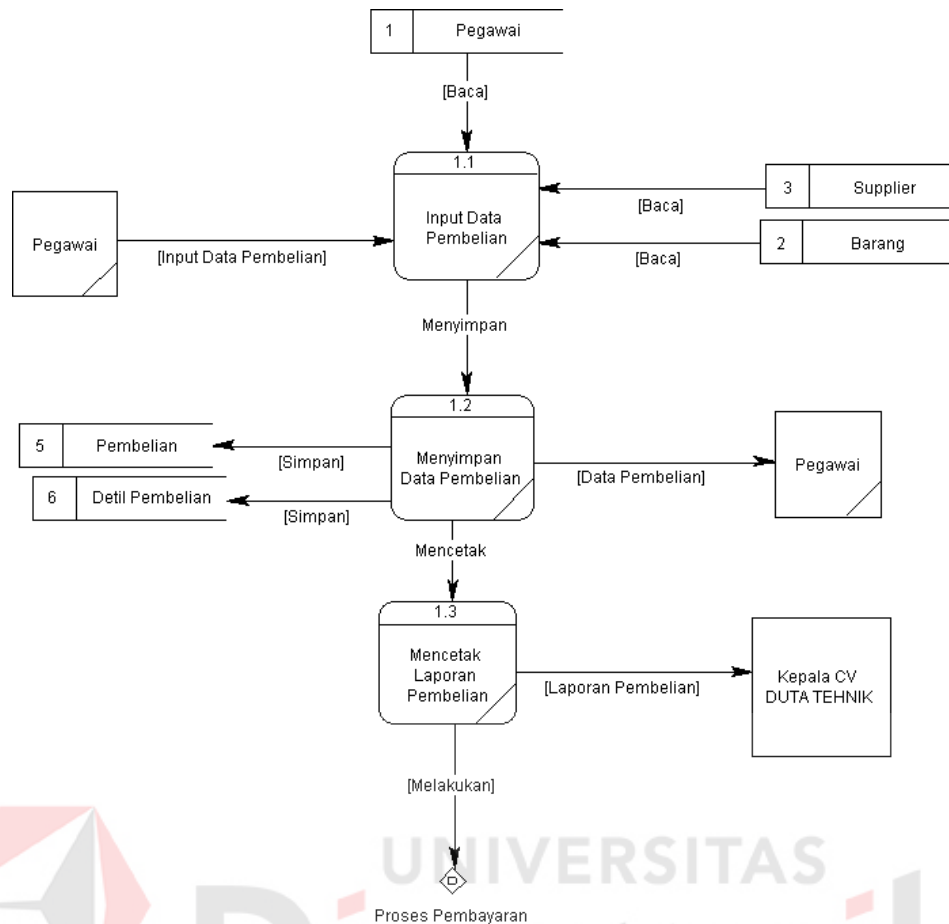 1 Pegawai
[Baca]
1.1
Input Data
Pembelian
3 Supplier
[Baca]
2 Barang
[Baca]
Pegawai
[Input Data Pembelian]
Menyimpan
1.2
Menyimpan
Data Pembelian
5 Pembelian
[Simpan]
6 Detil Pembelian
[Simpan]
[Data Pembelian]
Pegawai
Mencetak
1.3
Mencetak
Laporan
Pembelian
[Laporan Pembelian]
Kepala CV
DUTA TEHNIK
[Melakukan]
UNIVERSITAS
D
Proses Pembayaran